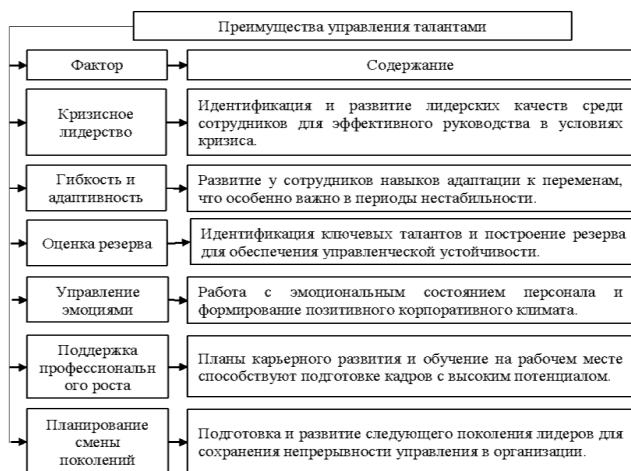 Преимущества управления талантами
Фактор
Содержание
Кризисное
лидерство
Идентификация и развитие лидерских качеств среди
сотрудников для эффективного руководства в условиях
кризиса.
Гибкость и
адаптивность
Развитие у сотрудников навыков адаптации к переменам,
что особенно важно в периоды нестабильности.
Оценка резерва
Идентификация ключевых талантов и построение резерва
для обеспечения управленческой устойчивости.
Управление
эмоциями
Работа с эмоциональным состоянием персонала и
формирование позитивного корпоративного климата.
Поддержка
профессиональн
ого роста
Планы карьерного развития и обучение на рабочем месте
способствуют подготовке кадров с высоким потенциалом.
Планирование
смены
поколений
Подготовка и развитие следующего поколения лидеров для
сохранения непрерывности управления в организации.